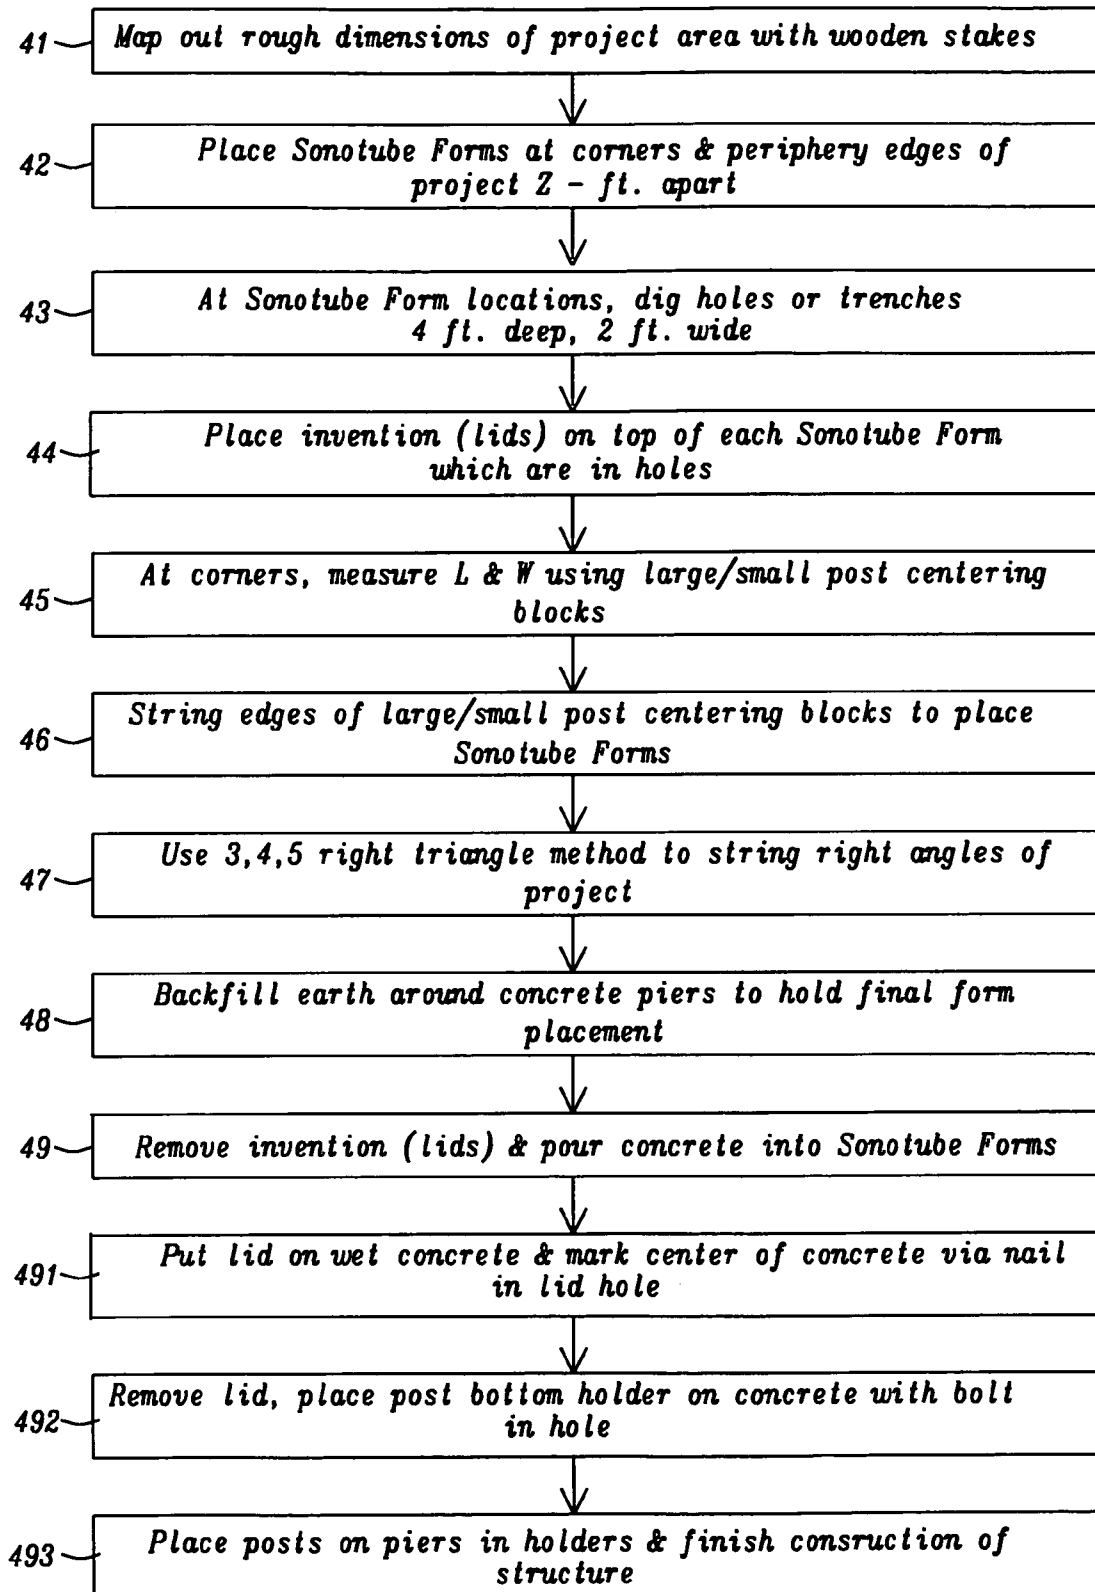 41
Map out rough dimensions of project area with wooden stakes
42
Place Sonotube Forms at corners & periphery edges of
project Z - ft. apart
43
At Sonotube Form locations, dig holes or trenches
4 ft. deep, 2 ft. wide
44
Place invention (lids) on top of each Sonotube Form
which are in holes
45
At corners, measure L & W using large/small post centering
blocks
46
String edges of large/small post centering blocks to place
Sonotube Forms
47
Use 3,4,5 right triangle method to string right angles of
project
48
Backfill earth around concrete piers to hold final form
placement
49
Remove invention (lids) & pour concrete into Sonotube Forms
491
Put lid on wet concrete & mark center of concrete via nail
in lid hole
492
Remove lid, place post bottom holder on concrete with bolt
in hole
493
Place posts on piers in holders & finish consruction of
structure